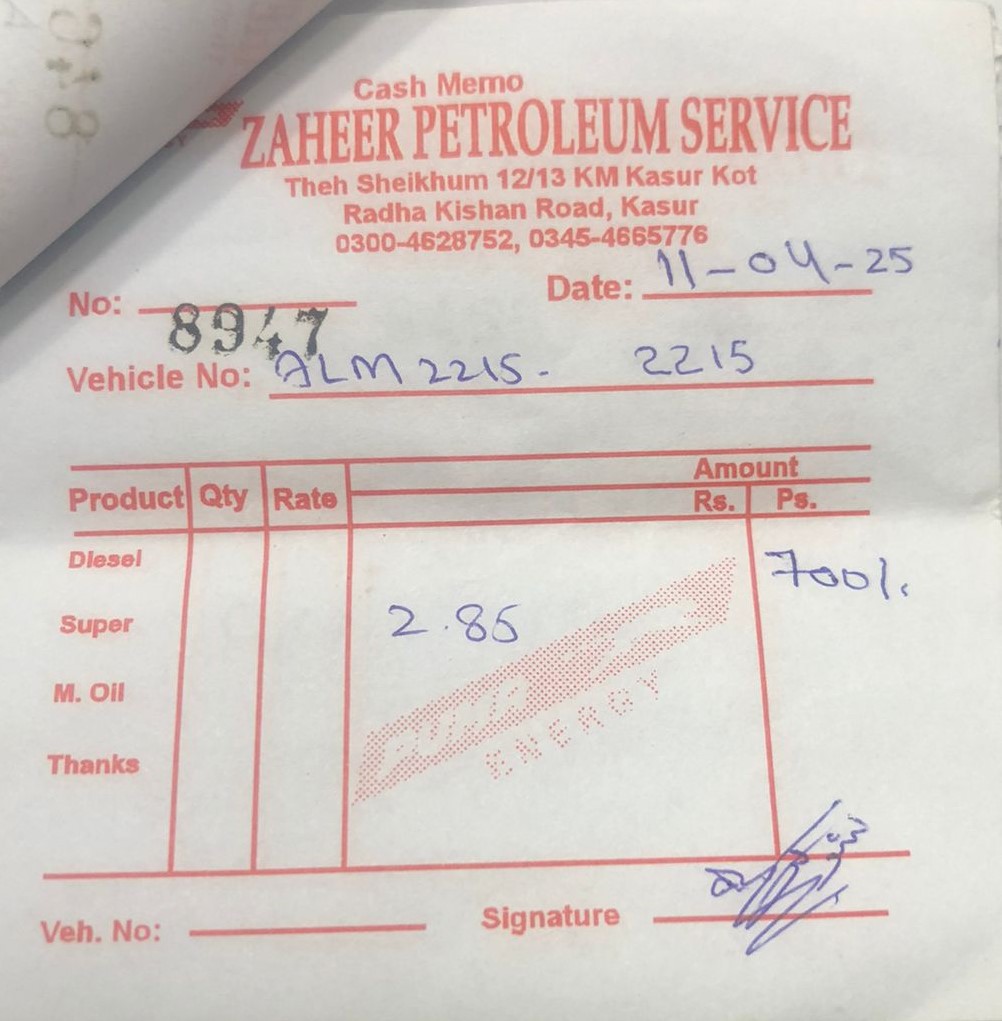 Cash Memo
ZAHEER PETROLEUM SERVICE
Theh Sheikhum 12/13 KM Kasur Kot
Radha Kishan Road, Kasur
0300-4628752, 0345-4665776
No: 8947 Date: 11-04-25
Vehicle No: ALM 2215. 2215
Amount
Product Qty Rate Rs. Ps.
Diesel 700/.
Super 2.85
M. Oil
PUMA
ENERGY
Thanks
Veh. No: Signature